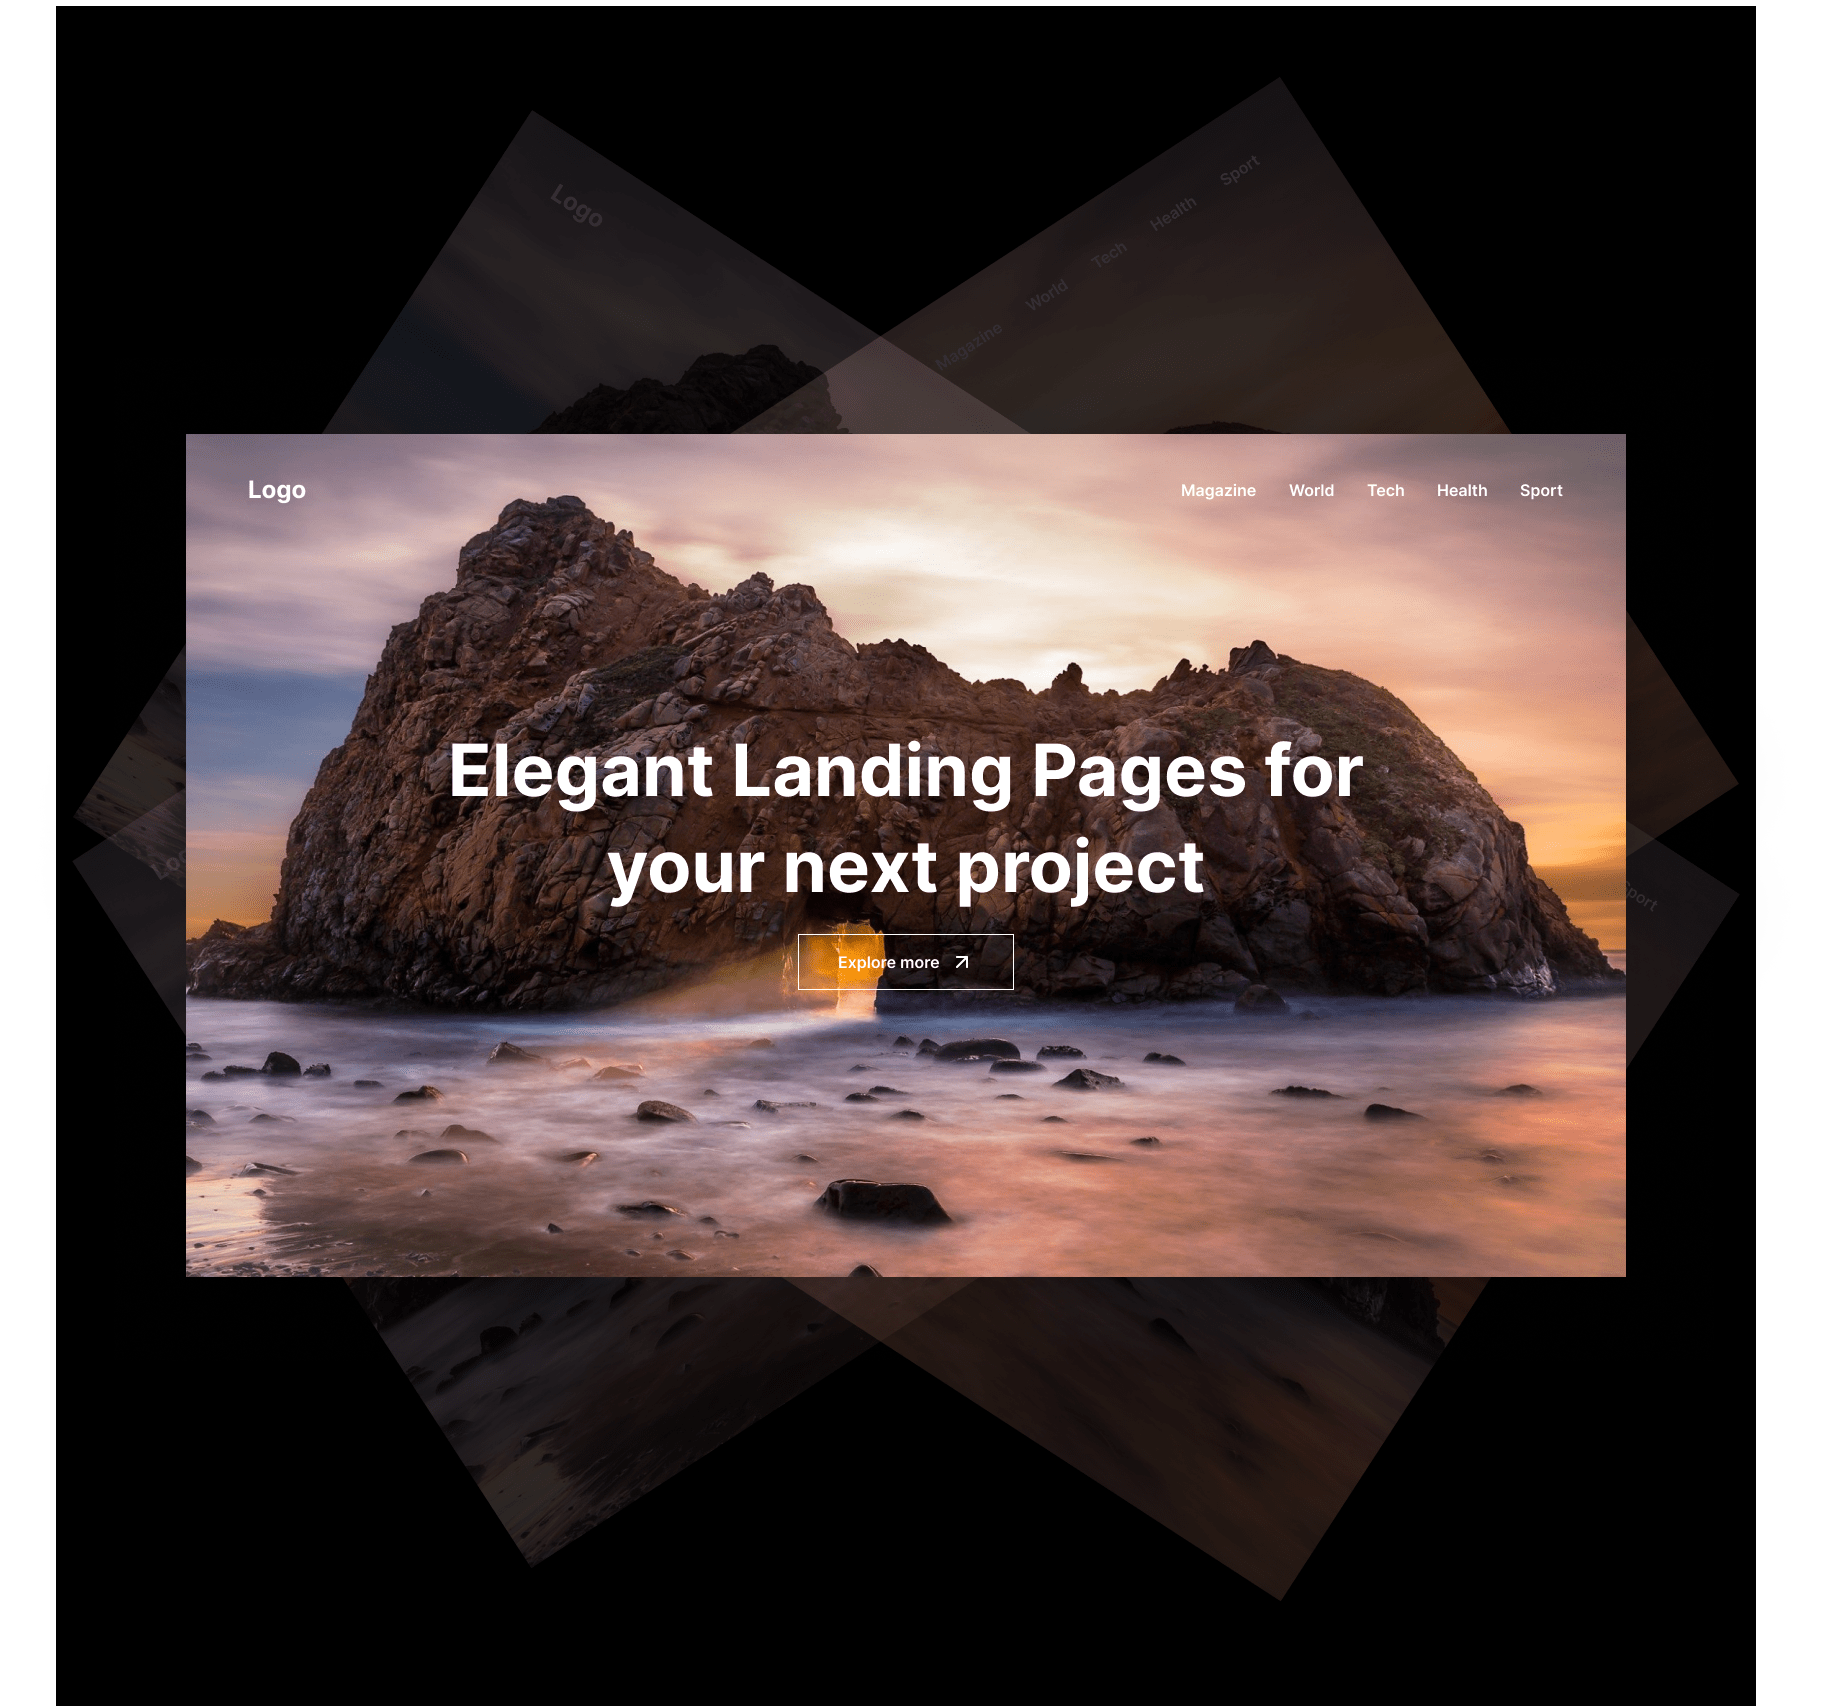 Logo
Sport
Health
Tech
World
Magazine
Logo
Magazine World Tech Health Sport
Elegant Landing Pages for
your next project
Explore more